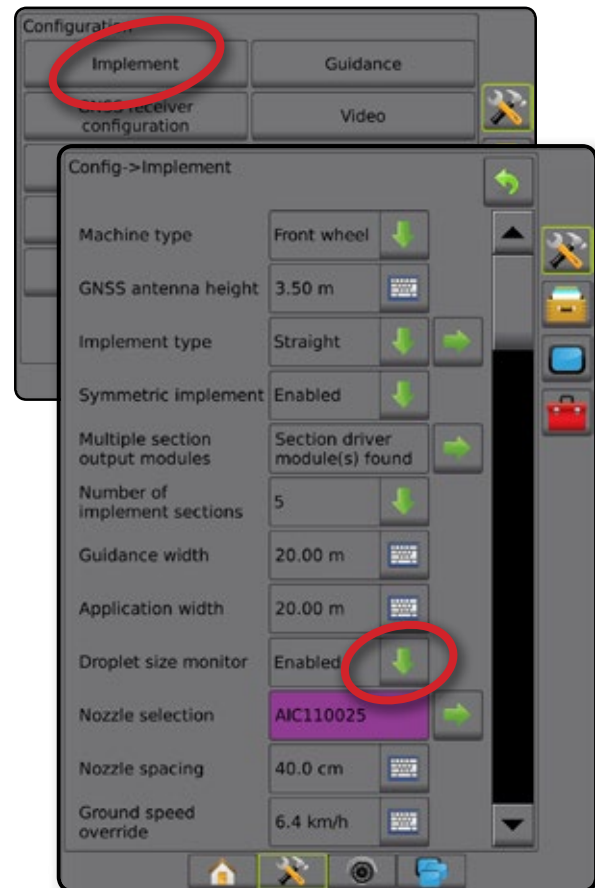 Configuration
Implement
Guidance
GNSS receiver
configuration
Video
Config->Implement
Machine type
Front wheel
GNSS antenna height
3.50 m
Implement type
Straight
Symmetric implement
Enabled
Multiple section
output modules
Section driver
module(s) found
Number of
implement sections
5
Guidance width
20.00 m
Application width
20.00 m
Droplet size monitor
Enabled
Nozzle selection
AIC110025
Nozzle spacing
40.0 cm
Ground speed
override
6.4 km/h